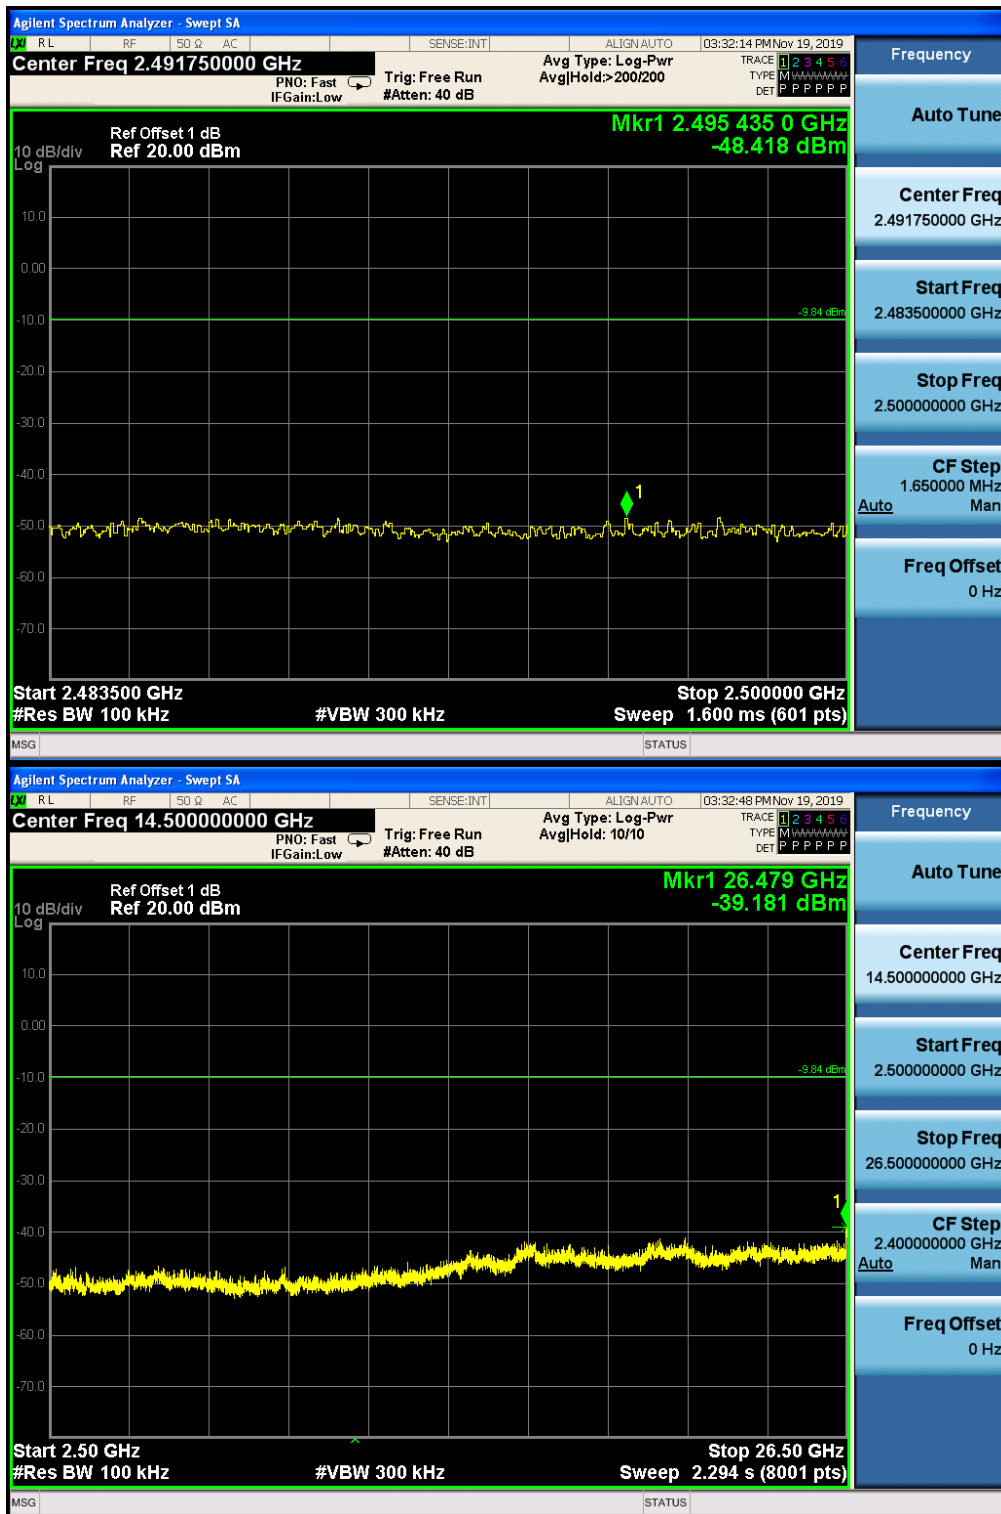 Agilent Spectrum Analyzer - Swept SA
LXI RL RF 50 Ω AC SENSE:INT ALIGN AUTO 03:32:14 PM Nov 19, 2019
Center Freq 2.491750000 GHz
PNO: Fast
IFGain:Low
Trig: Free Run
#Atten: 40 dB
Avg Type: Log-Pwr
Avg|Hold:>200/200
TRACE 1 2 3 4 5 6
TYPE M WWWWW
DET P P P P P P
Frequency
Auto Tune
Mkr1 2.495 435 0 GHz
-48.418 dBm
Ref Offset 1 dB
10 dB/div Ref 20.00 dBm
Log
10.0
0.00
-10.0
-9.84 dBm
-20.0
-30.0
-40.0
-50.0
-60.0
-70.0
1
Center Freq
2.491750000 GHz
Start Freq
2.483500000 GHz
Stop Freq
2.500000000 GHz
CF Step
1.650000 MHz
Auto Man
Freq Offset
0 Hz
Start 2.483500 GHz Stop 2.500000 GHz
#Res BW 100 kHz #VBW 300 kHz Sweep 1.600 ms (601 pts)
MSG STATUS
Agilent Spectrum Analyzer - Swept SA
LXI RL RF 50 Ω AC SENSE:INT ALIGN AUTO 03:32:48 PM Nov 19, 2019
Center Freq 14.500000000 GHz
PNO: Fast
IFGain:Low
Trig: Free Run
#Atten: 40 dB
Avg Type: Log-Pwr
Avg|Hold: 10/10
TRACE 1 2 3 4 5 6
TYPE M WWWWW
DET P P P P P P
Frequency
Auto Tune
Mkr1 26.479 GHz
-39.181 dBm
Ref Offset 1 dB
10 dB/div Ref 20.00 dBm
Log
10.0
0.00
-10.0
-9.84 dBm
-20.0
-30.0
-40.0
-50.0
-60.0
-70.0
1
Center Freq
14.500000000 GHz
Start Freq
2.500000000 GHz
Stop Freq
26.500000000 GHz
CF Step
2.400000000 GHz
Auto Man
Freq Offset
0 Hz
Start 2.50 GHz Stop 26.50 GHz
#Res BW 100 kHz #VBW 300 kHz Sweep 2.294 s (8001 pts)
MSG STATUS